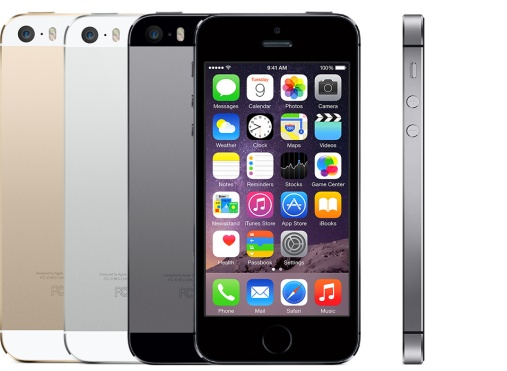 9:41 AM 100%
Tuesday
9
Messages Calendar Photos Camera
280
Weather Clock Maps Videos
Notes Reminders Stocks Game Center
Newsstand iTunes Store App Store iBooks
Health Passbook Settings
Phone Mail Safari Music